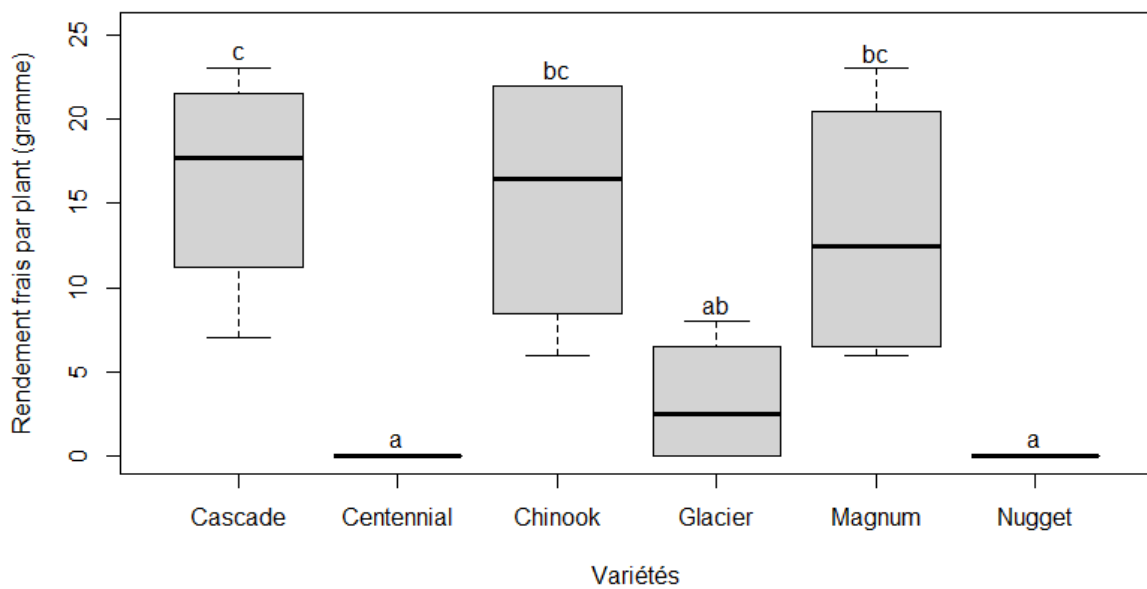 Rendement frais par plant (gramme)
25
20
15
10
5
0
c
a
bc
ab
bc
a
Cascade Centennial Chinook Glacier Magnum Nugget
Variétés